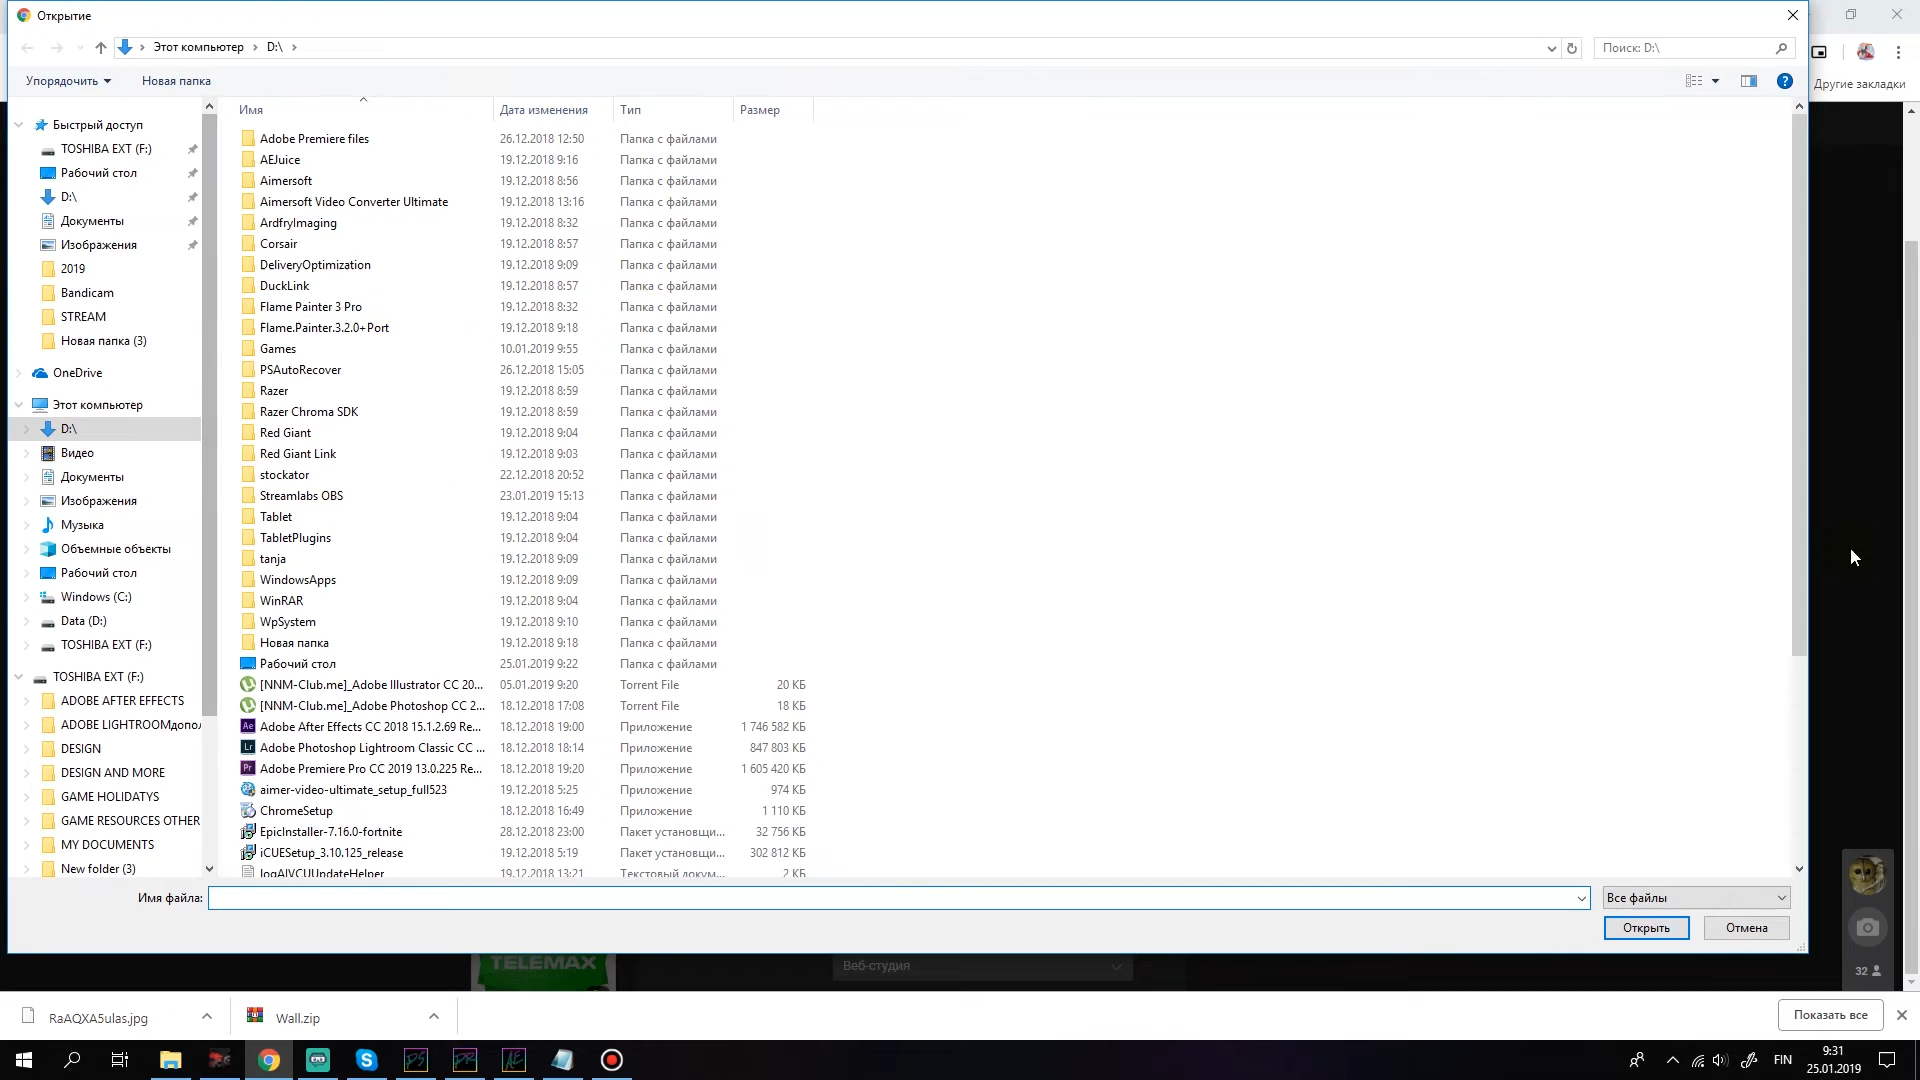 Открытие
Этот компьютер
D:\
Поиск: D:\
Упорядочить
Новая папка
Другие закладки
Быстрый доступ
TOSHIBA EXT (F:)
Рабочий стол
D:\
Документы
Изображения
2019
Bandicam
STREAM
Новая папка (3)
OneDrive
Этот компьютер
D:\
Видео
Документы
Изображения
Музыка
Объемные объекты
Рабочий стол
Windows (C:)
Data (D:)
TOSHIBA EXT (F:)
TOSHIBA EXT (F:)
ADOBE AFTER EFFECTS
ADOBE LIGHTROOMдопол
DESIGN
DESIGN AND MORE
GAME HOLIDATYS
GAME RESOURCES OTHER
MY DOCUMENTS
New folder (3)
Имя Дата изменения Тип Размер
Adobe Premiere files 26.12.2018 12:50 Папка с файлами
AEJuice 19.12.2018 9:16 Папка с файлами
Aimersoft 19.12.2018 8:56 Папка с файлами
Aimersoft Video Converter Ultimate 19.12.2018 13:16 Папка с файлами
ArdfryImaging 19.12.2018 8:32 Папка с файлами
Corsair 19.12.2018 8:57 Папка с файлами
DeliveryOptimization 19.12.2018 9:09 Папка с файлами
DuckLink 19.12.2018 8:57 Папка с файлами
Flame Painter 3 Pro 19.12.2018 8:32 Папка с файлами
Flame.Painter.3.2.0+Port 19.12.2018 9:18 Папка с файлами
Games 10.01.2019 9:55 Папка с файлами
PSAutoRecover 26.12.2018 15:05 Папка с файлами
Razer 19.12.2018 8:59 Папка с файлами
Razer Chroma SDK 19.12.2018 8:59 Папка с файлами
Red Giant 19.12.2018 9:04 Папка с файлами
Red Giant Link 19.12.2018 9:03 Папка с файлами
stockator 22.12.2018 20:52 Папка с файлами
Streamlabs OBS 23.01.2019 15:13 Папка с файлами
Tablet 19.12.2018 9:04 Папка с файлами
TabletPlugins 19.12.2018 9:04 Папка с файлами
tanja 19.12.2018 9:09 Папка с файлами
WindowsApps 19.12.2018 9:09 Папка с файлами
WinRAR 19.12.2018 9:04 Папка с файлами
WpSystem 19.12.2018 9:10 Папка с файлами
Новая папка 19.12.2018 9:18 Папка с файлами
Рабочий стол 25.01.2019 9:22 Папка с файлами
[NNM-Club.me]_Adobe Illustrator CC 20... 05.01.2019 9:20 Torrent File 20 КБ
[NNM-Club.me]_Adobe Photoshop CC 2... 18.12.2018 17:08 Torrent File 18 КБ
Adobe After Effects CC 2018 15.1.2.69 Re... 18.12.2018 19:00 Приложение 1 746 582 КБ
Adobe Photoshop Lightroom Classic CC ... 18.12.2018 18:14 Приложение 847 803 КБ
Adobe Premiere Pro CC 2019 13.0.225 Re... 18.12.2018 19:20 Приложение 1 605 420 КБ
aimer-video-ultimate_setup_full523 19.12.2018 5:25 Приложение 974 КБ
ChromeSetup 18.12.2018 16:49 Приложение 1 110 КБ
EpicInstaller-7.16.0-fortnite 28.12.2018 23:00 Пакет установщи... 32 756 КБ
iCUESetup_3.10.125_release 19.12.2018 5:19 Пакет установщи... 302 812 КБ
logAIVCUUpdateHelper 19.12.2018 13:21 Текстовый докум... 2 КБ
Имя файла:
Все файлы
Открыть
Отмена
TELEMAX
Веб-студия
32
RaAQXA5ulas.jpg
Wall.zip
Показать все
Ae
Lr
Pr
PS
PR
AE
FIN
9:31
25.01.2019